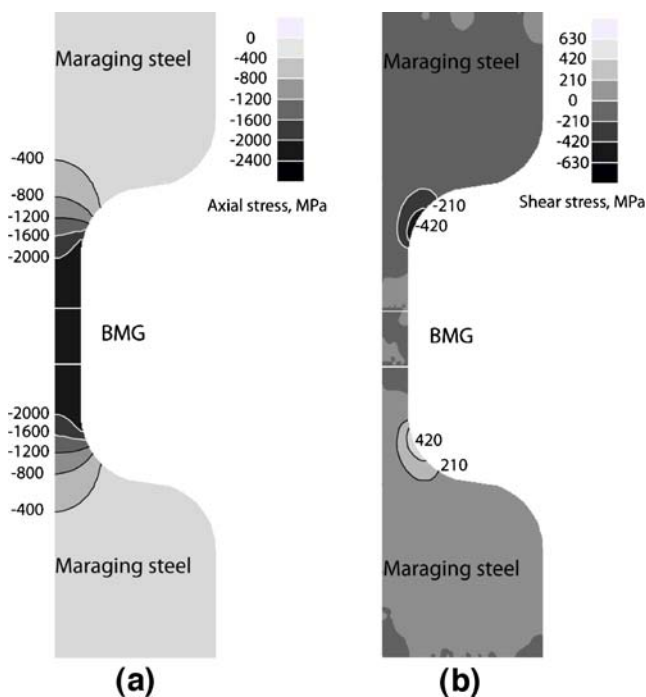 Maraging steel
0
-400
-800
-1200
-1600
-2000
-2400
Axial stress, MPa
-400
-800
-1200
-1600
-2000
BMG
-2000
-1600
-1200
-800
-400
Maraging steel
(a)
Maraging steel
630
420
210
0
-210
-420
-630
Shear stress, MPa
-210
-420
BMG
420
210
Maraging steel
(b)